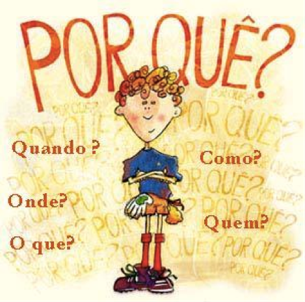 POR QUÊ?
Quando ?
Como?
Onde?
Quem?
O que?